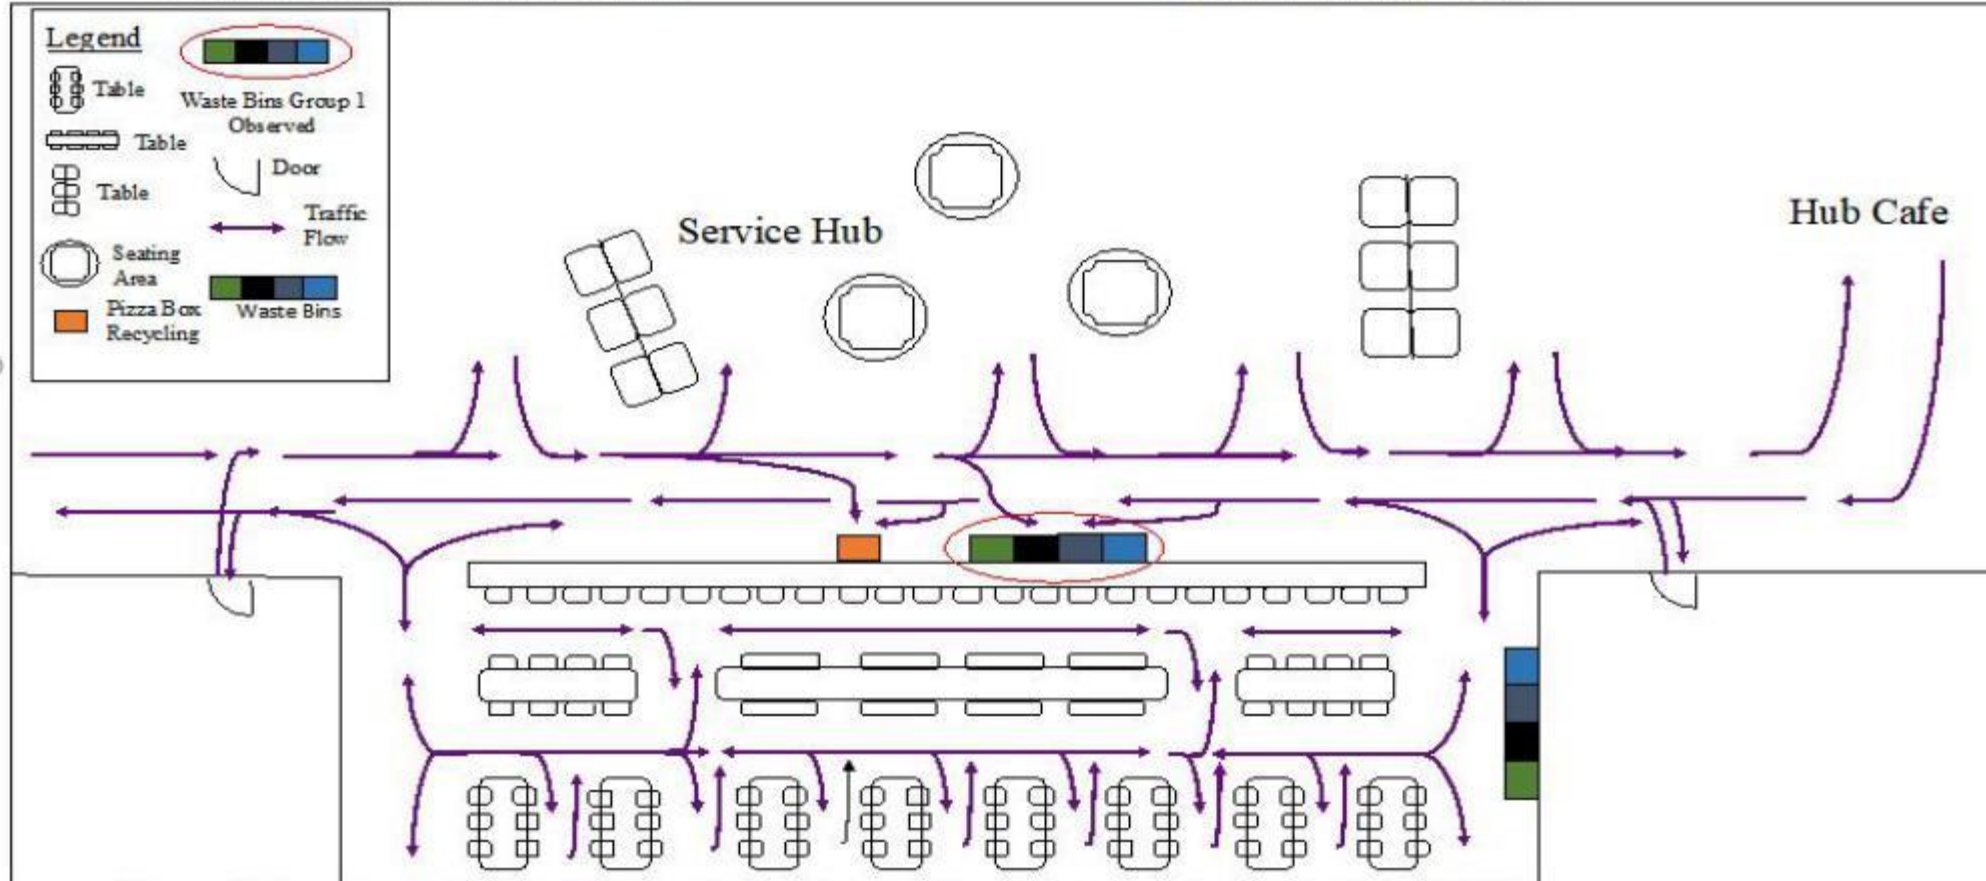 Legend
Table
Table
Table
Seating
Area
Pizza Box
Recycling
Waste Bins Group 1
Observed
Door
Traffic
Flow
Waste Bins
Service Hub
Hub Cafe